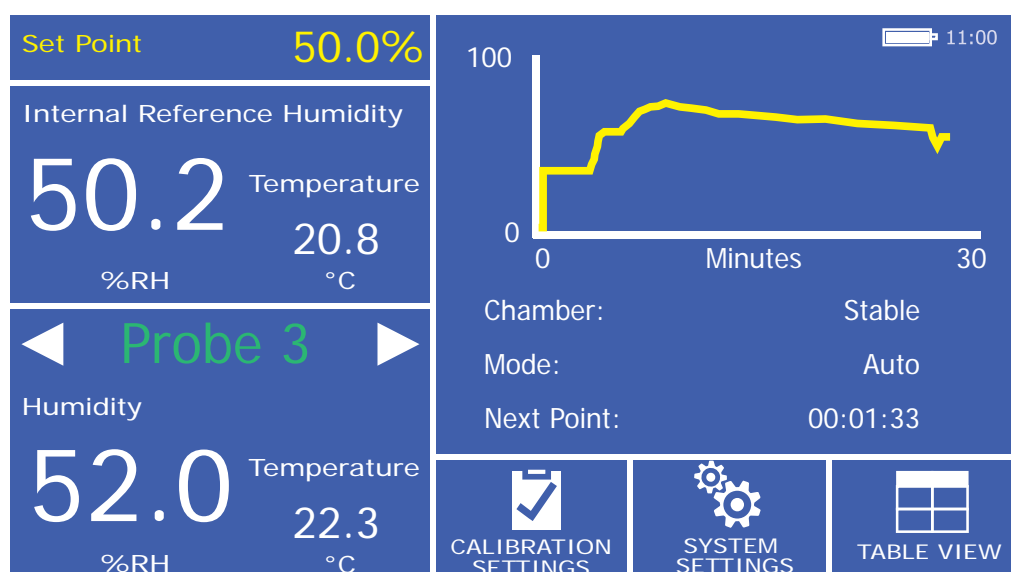 Set Point 50.0%
Internal Reference Humidity
50.2
Temperature
20.8
%RH
°C
Probe 3
Humidity
52.0
Temperature
22.3
%RH
°C
11:00
100
0
0 Minutes 30
Chamber: Stable
Mode: Auto
Next Point: 00:01:33
CALIBRATION
SETTINGS
SYSTEM
SETTINGS
TABLE VIEW